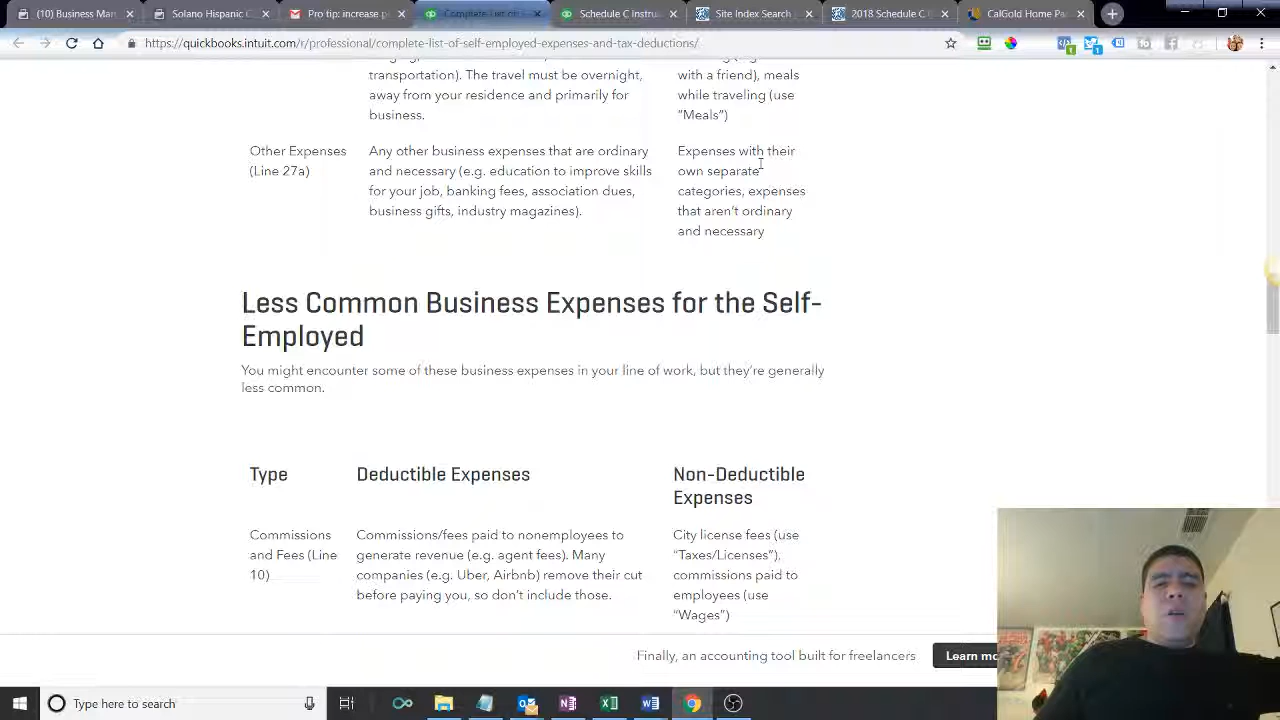 (10) Business Mar
Solano Hispanic C
Pro tip: increase p
Complete List of
Schedule C Instru
Site Index Search
2018 Schedule C
CalGold Home Pa
https://quickbooks.intuit.com/r/professional/complete-list-of-self-employed-expenses-and-tax-deductions/
transportation). The travel must be overnight,
away from your residence and primarily for
business.
with a friend), meals
while traveling (use
“Meals”)
Other Expenses
(Line 27a)
Any other business expenses that are ordinary
and necessary (e.g. education to improve skills
for your job, banking fees, association dues,
business gifts, industry magazines).
Expenses with their
own separate
categories, expenses
that aren’t ordinary
and necessary
Less Common Business Expenses for the Self-
Employed
You might encounter some of these business expenses in your line of work, but they’re generally
less common.
Type
Deductible Expenses
Non-Deductible
Expenses
Commissions
and Fees (Line
10)
Commissions/fees paid to nonemployees to
generate revenue (e.g. agent fees). Many
companies (e.g. Uber, Airbnb) remove their cut
before paying you, so don’t include those.
City license fees (use
“Taxes/Licenses”),
commissions paid to
employees (use
“Wages”)
Finally, an accounting tool built for freelancers
Learn mo
Type here to search